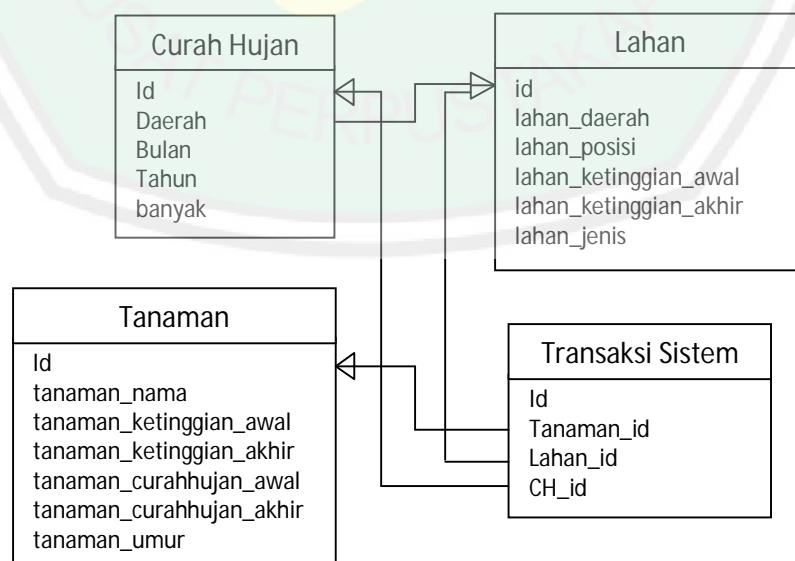 Curah Hujan
Id
Daerah
Bulan
Tahun
banyak
Lahan
id
lahan_daerah
lahan_posisi
lahan_ketinggian_awal
lahan_ketinggian_akhir
lahan_jenis
Tanaman
Id
tanaman_nama
tanaman_ketinggian_awal
tanaman_ketinggian_akhir
tanaman_curahhujan_awal
tanaman_curahhujan_akhir
tanaman_umur
Transaksi Sistem
Id
Tanaman_id
Lahan_id
CH_id